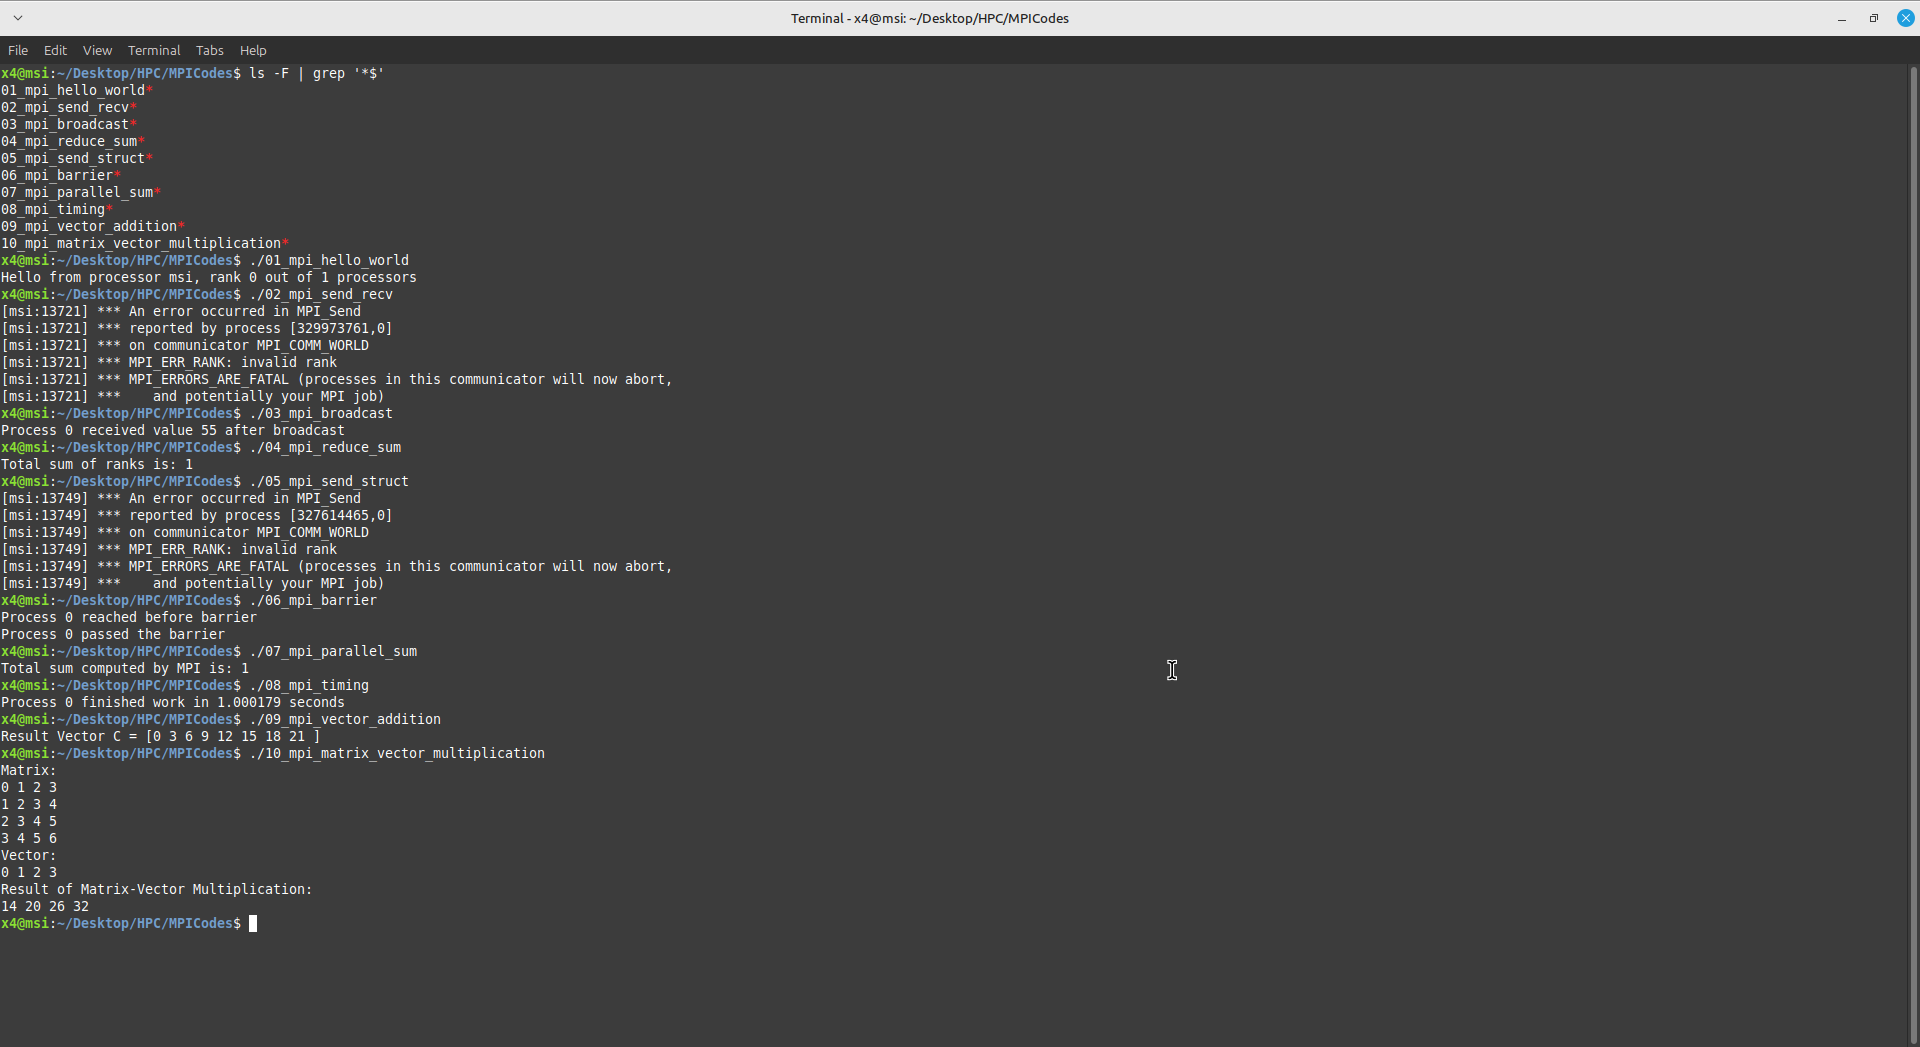 Terminal - x4@msi: ~/Desktop/HPC/MPICodes
File Edit View Terminal Tabs Help
x4@msi:~/Desktop/HPC/MPICodes$ ls -F | grep '*$'
01_mpi_hello_world*
02_mpi_send_recv*
03_mpi_broadcast*
04_mpi_reduce_sum*
05_mpi_send_struct*
06_mpi_barrier*
07_mpi_parallel_sum*
08_mpi_timing*
09_mpi_vector_addition*
10_mpi_matrix_vector_multiplication*
x4@msi:~/Desktop/HPC/MPICodes$ ./01_mpi_hello_world
Hello from processor msi, rank 0 out of 1 processors
x4@msi:~/Desktop/HPC/MPICodes$ ./02_mpi_send_recv
[msi:13721] *** An error occurred in MPI_Send
[msi:13721] *** reported by process [329973761,0]
[msi:13721] *** on communicator MPI_COMM_WORLD
[msi:13721] *** MPI_ERR_RANK: invalid rank
[msi:13721] *** MPI_ERRORS_ARE_FATAL (processes in this communicator will now abort,
[msi:13721] ***    and potentially your MPI job)
x4@msi:~/Desktop/HPC/MPICodes$ ./03_mpi_broadcast
Process 0 received value 55 after broadcast
x4@msi:~/Desktop/HPC/MPICodes$ ./04_mpi_reduce_sum
Total sum of ranks is: 1
x4@msi:~/Desktop/HPC/MPICodes$ ./05_mpi_send_struct
[msi:13749] *** An error occurred in MPI_Send
[msi:13749] *** reported by process [327614465,0]
[msi:13749] *** on communicator MPI_COMM_WORLD
[msi:13749] *** MPI_ERR_RANK: invalid rank
[msi:13749] *** MPI_ERRORS_ARE_FATAL (processes in this communicator will now abort,
[msi:13749] ***    and potentially your MPI job)
x4@msi:~/Desktop/HPC/MPICodes$ ./06_mpi_barrier
Process 0 reached before barrier
Process 0 passed the barrier
x4@msi:~/Desktop/HPC/MPICodes$ ./07_mpi_parallel_sum
Total sum computed by MPI is: 1
x4@msi:~/Desktop/HPC/MPICodes$ ./08_mpi_timing
Process 0 finished work in 1.000179 seconds
x4@msi:~/Desktop/HPC/MPICodes$ ./09_mpi_vector_addition
Result Vector C = [0 3 6 9 12 15 18 21 ]
x4@msi:~/Desktop/HPC/MPICodes$ ./10_mpi_matrix_vector_multiplication
Matrix:
0 1 2 3
1 2 3 4
2 3 4 5
3 4 5 6
Vector:
0 1 2 3
Result of Matrix-Vector Multiplication:
14 20 26 32
x4@msi:~/Desktop/HPC/MPICodes$